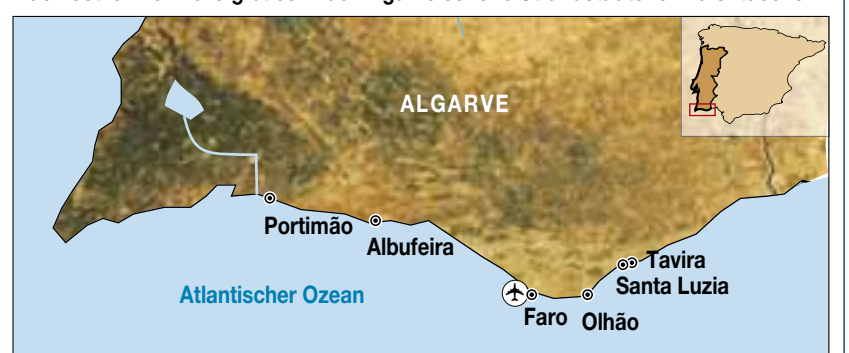 ALGARVE
Portimão
Albufeira
Tavira
Santa Luzia
Atlantischer Ozean
Faro
Olhão